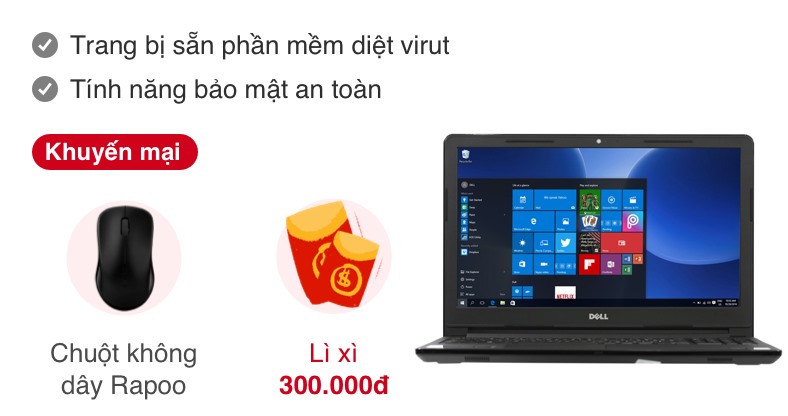 Trang bị sẵn phần mềm diệt virut
Tính năng bảo mật an toàn
Khuyến mại
Chuột không
dây Rapoo
Lì xì
300.000đ
DELL
NETFLIX